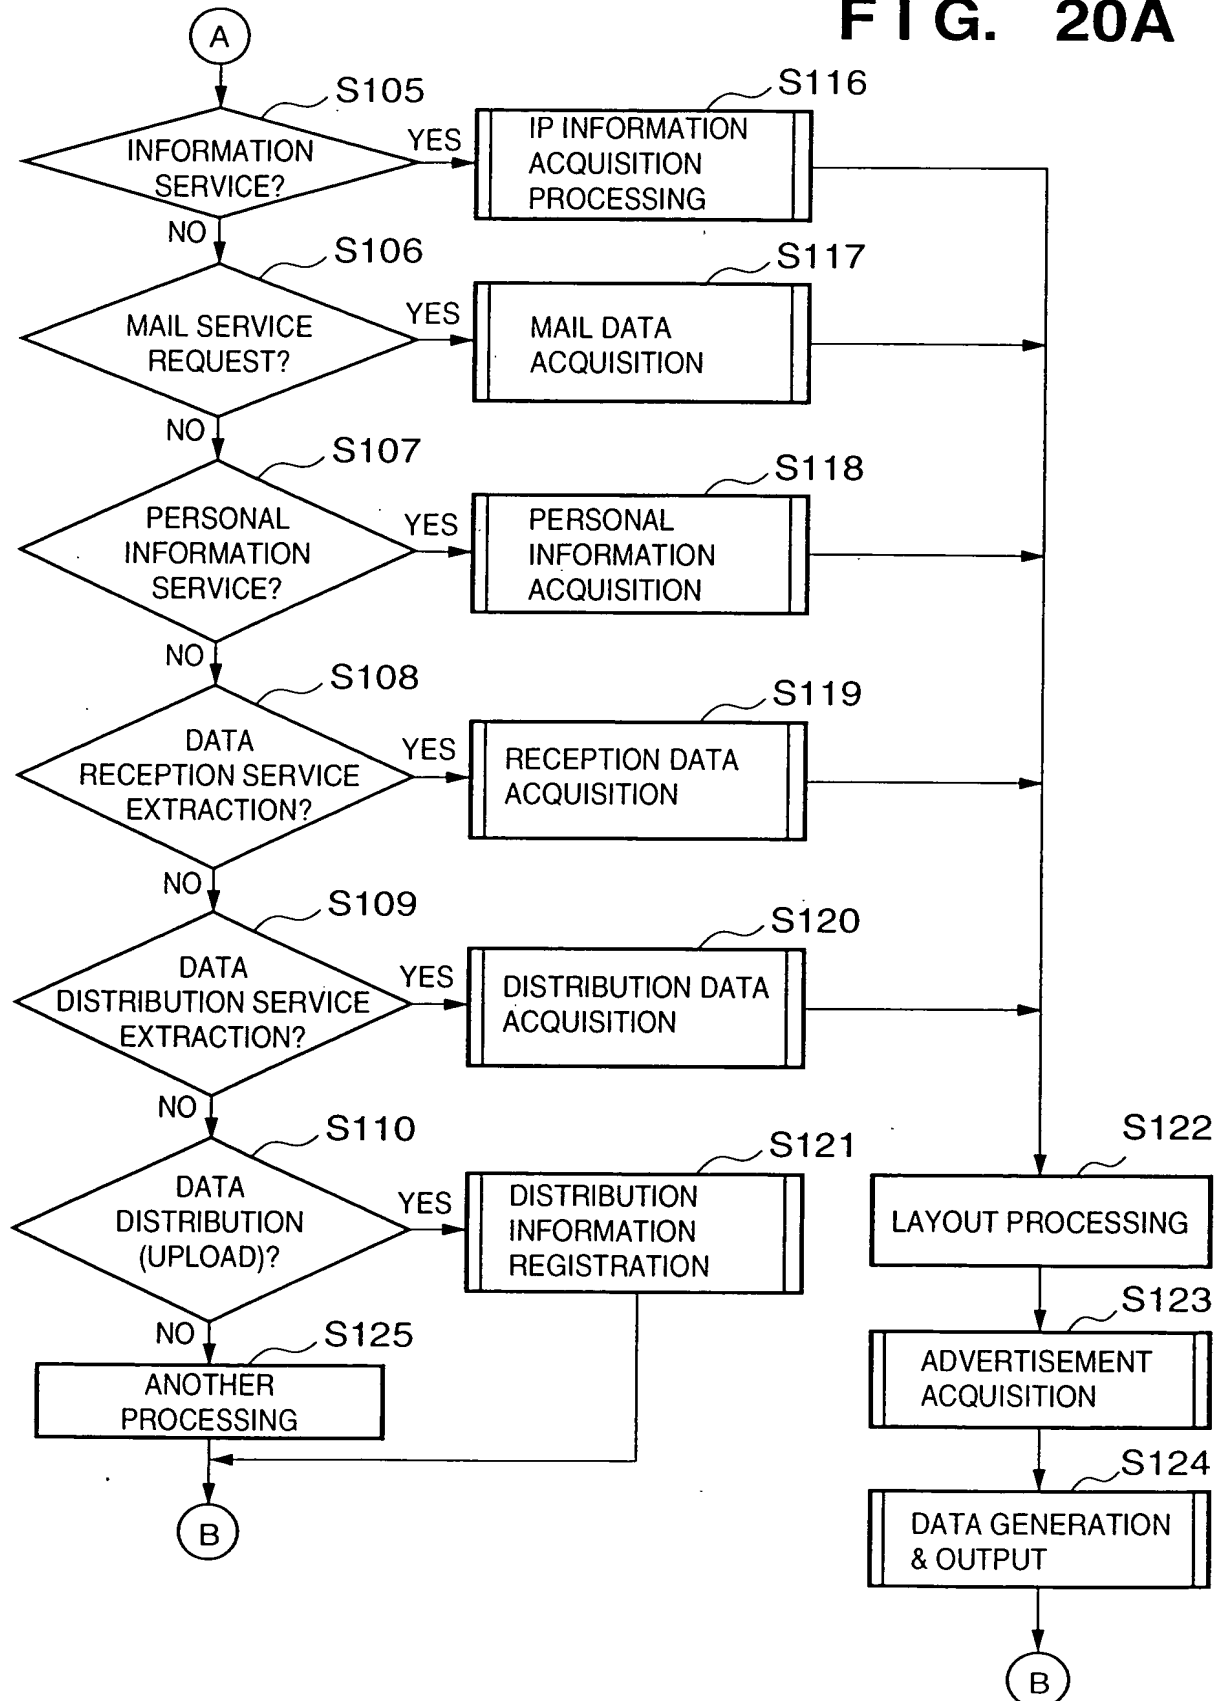 FIG. 20A
A
S105
INFORMATION
SERVICE?
YES
NO
S116
IP INFORMATION
ACQUISITION
PROCESSING
S106
MAIL SERVICE
REQUEST?
YES
NO
S117
MAIL DATA
ACQUISITION
S107
PERSONAL
INFORMATION
SERVICE?
YES
NO
S118
PERSONAL
INFORMATION
ACQUISITION
S108
DATA
RECEPTION SERVICE
EXTRACTION?
YES
NO
S119
RECEPTION DATA
ACQUISITION
S109
DATA
DISTRIBUTION SERVICE
EXTRACTION?
YES
NO
S120
DISTRIBUTION DATA
ACQUISITION
S110
DATA
DISTRIBUTION
(UPLOAD)?
YES
NO
S121
DISTRIBUTION
INFORMATION
REGISTRATION
S125
ANOTHER
PROCESSING
B
S122
LAYOUT PROCESSING
S123
ADVERTISEMENT
ACQUISITION
S124
DATA GENERATION
& OUTPUT
B